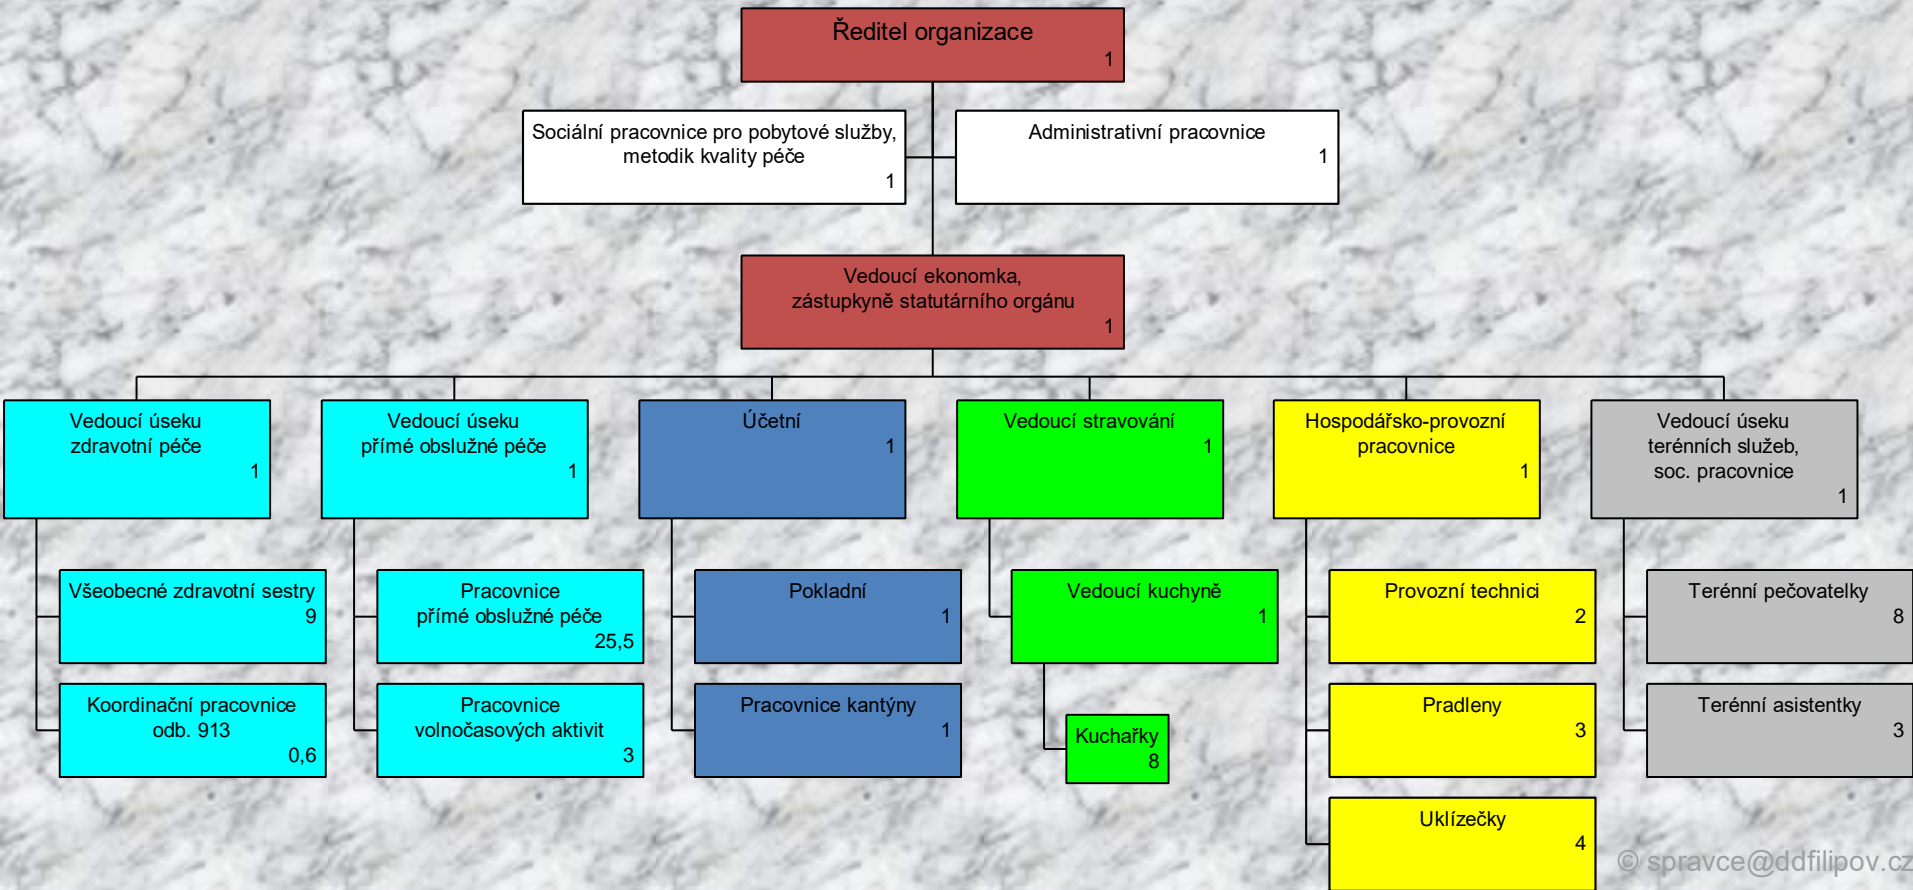 Ředitel organizace
1
Sociální pracovnice pro pobytové služby,
metodik kvality péče
1
Administrativní pracovnice
1
Vedoucí ekonomka,
zástupkyně statutárního orgánu
1
Vedoucí úseku
zdravotní péče
1
Vedoucí úseku
přímé obslužné péče
1
Účetní
1
Vedoucí stravování
1
Hospodářsko-provozní
pracovnice
1
Vedoucí úseku
terénních služeb,
soc. pracovnice
1
Všeobecné zdravotní sestry
9
Pracovnice
přímé obslužné péče
25,5
Pokladní
1
Vedoucí kuchyně
1
Provozní technici
2
Terénní pečovatelky
8
Koordinační pracovnice
odb. 913
0,6
Pracovnice
volnočasových aktivit
3
Pracovnice kantýny
1
Kuchařky
8
Pradleny
3
Terénní asistentky
3
Uklízečky
4
© spravce@ddfilipov.cz